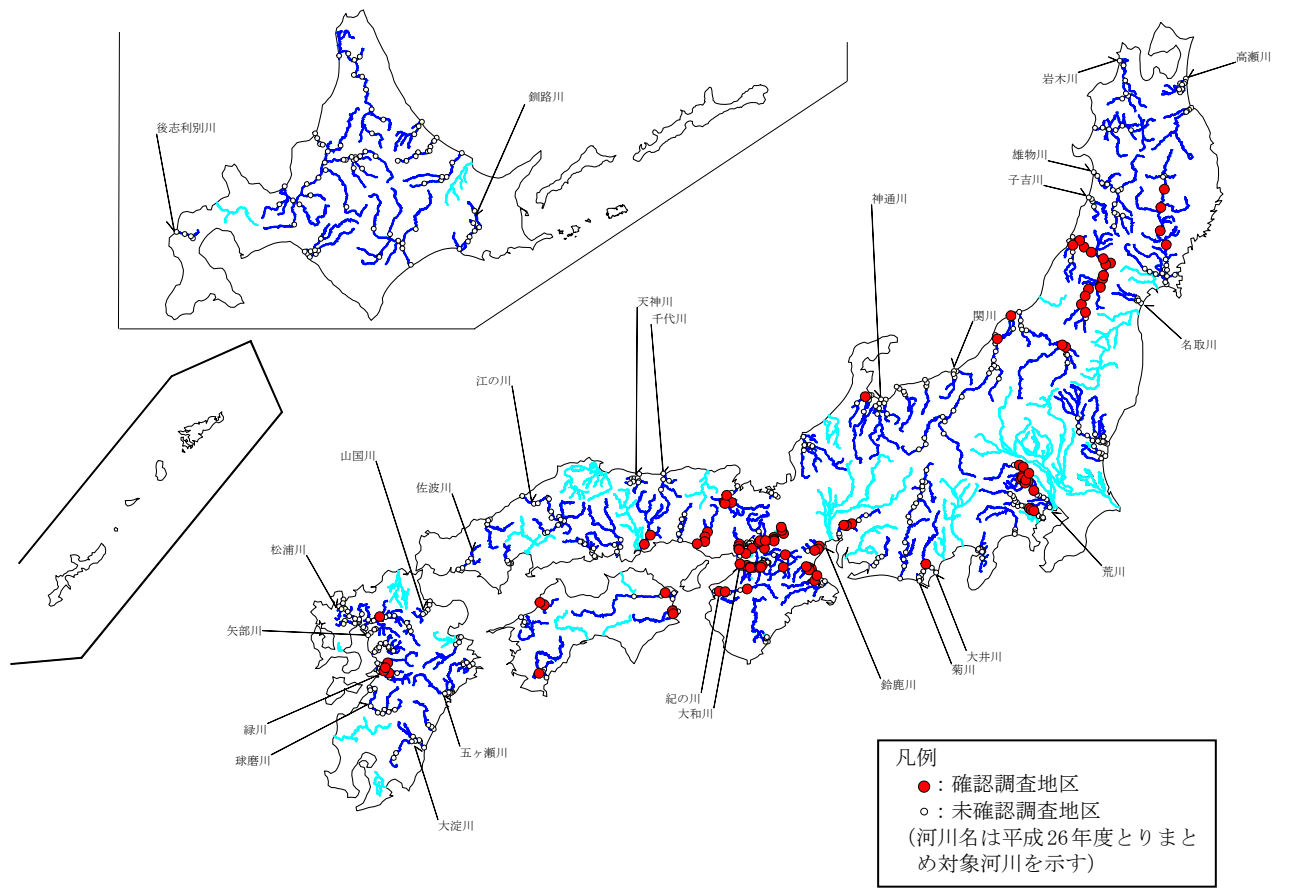 高瀬川
岩木川
釧路川
後志利別川
雄物川
子吉川
神通川
天神川
千代川
関川
名取川
江の川
山国川
佐波川
松浦川
荒川
矢部川
大井川
菊川
鈴鹿川
紀の川
大和川
緑川
球磨川
五ヶ瀬川
大淀川
凡例
：確認調査地区
：未確認調査地区
（河川名は平成26年度とりまと
め対象河川を示す）